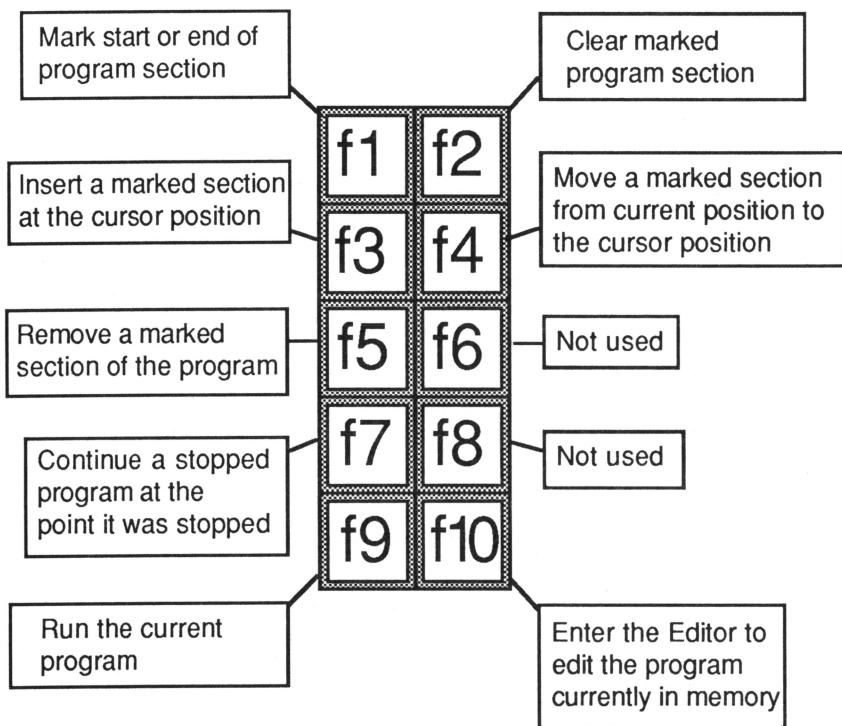 Mark start or end of
program section
Clear marked
program section
f1
f2
Insert a marked section
at the cursor position
Move a marked section
from current position to
the cursor position
f3
f4
Remove a marked
section of the program
f5
f6
Not used
Continue a stopped
program at the
point it was stopped
f7
f8
Not used
f9
f10
Run the current
program
Enter the Editor to
edit the program
currently in memory